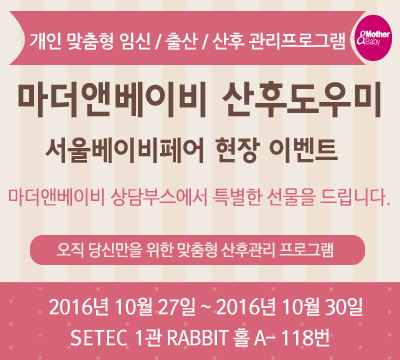 개인 맞춤형 임신 / 출산 / 산후 관리프로그램
Mother
&Baby
마더앤베이비 산후도우미
서울베이비페어 현장 이벤트
마더앤베이비 상담부스에서 특별한 선물을 드립니다.
오직 당신만을 위한 맞춤형 산후관리 프로그램
2016년 10월 27일 ~ 2016년 10월 30일
SETEC 1관 RABBIT 홀 A- 118번